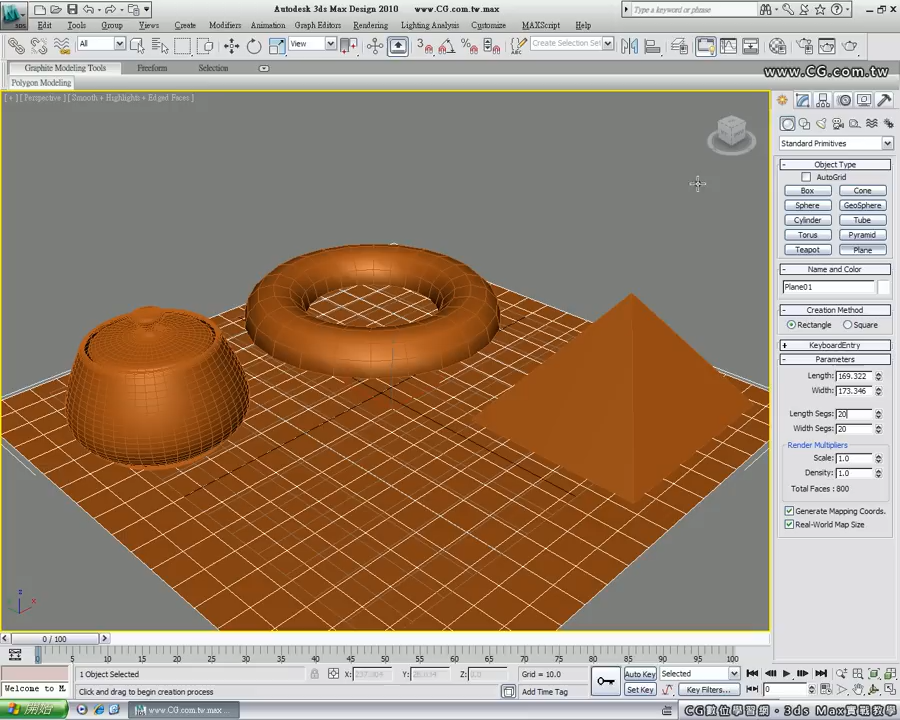 Autodesk 3ds Max Design 2010 www.CG.com.tw.max
Type a keyword or phrase
Edit Tools Group Views Create Modifiers Animation Graph Editors Rendering Lighting Analysis Customize MAXScript Help
All
View
Create Selection Set
Graphite Modeling Tools Freeform Selection
www.CG.com.tw
Polygon Modeling
[ + ] [ Perspective ] [ Smooth + Highlights + Edged Faces ]
Standard Primitives
Object Type
AutoGrid
Box Cone
Sphere GeoSphere
Cylinder Tube
Torus Pyramid
Teapot Plane
Name and Color
Plane01
Creation Method
Rectangle Square
KeyboardEntry
Parameters
Length: 169.322
Width: 173.346
Length Segs: 20
Width Segs: 20
Render Multipliers
Scale: 1.0
Density: 1.0
Total Faces : 800
Generate Mapping Coords.
Real-World Map Size
z
x
0 / 100
0 5 10 15 20 25 30 35 40 45 50 55 60 65 70 75 80 85 90 95 100
1 Object Selected
X: Y: Z:
Grid = 10.0
Auto Key
Selected
Welcome to M
Click and drag to begin creation process
Add Time Tag
Set Key
Key Filters...
0
開始
www.CG.com.tw.max ...
CG數位學習網 - 3ds Max實戰教學